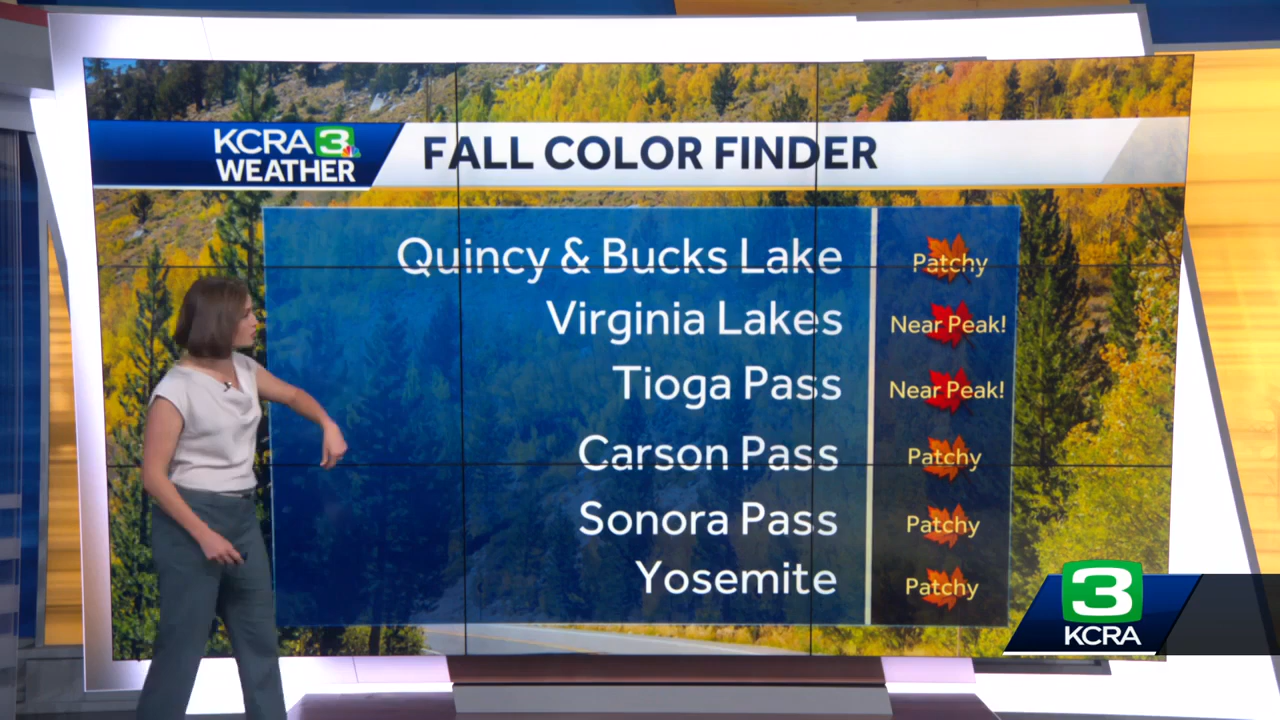 KCRA 3
WEATHER
FALL COLOR FINDER
Quincy & Bucks Lake Patchy
Virginia Lakes Near Peak!
Tioga Pass Near Peak!
Carson Pass Patchy
Sonora Pass Patchy
Yosemite Patchy
3
KCRA